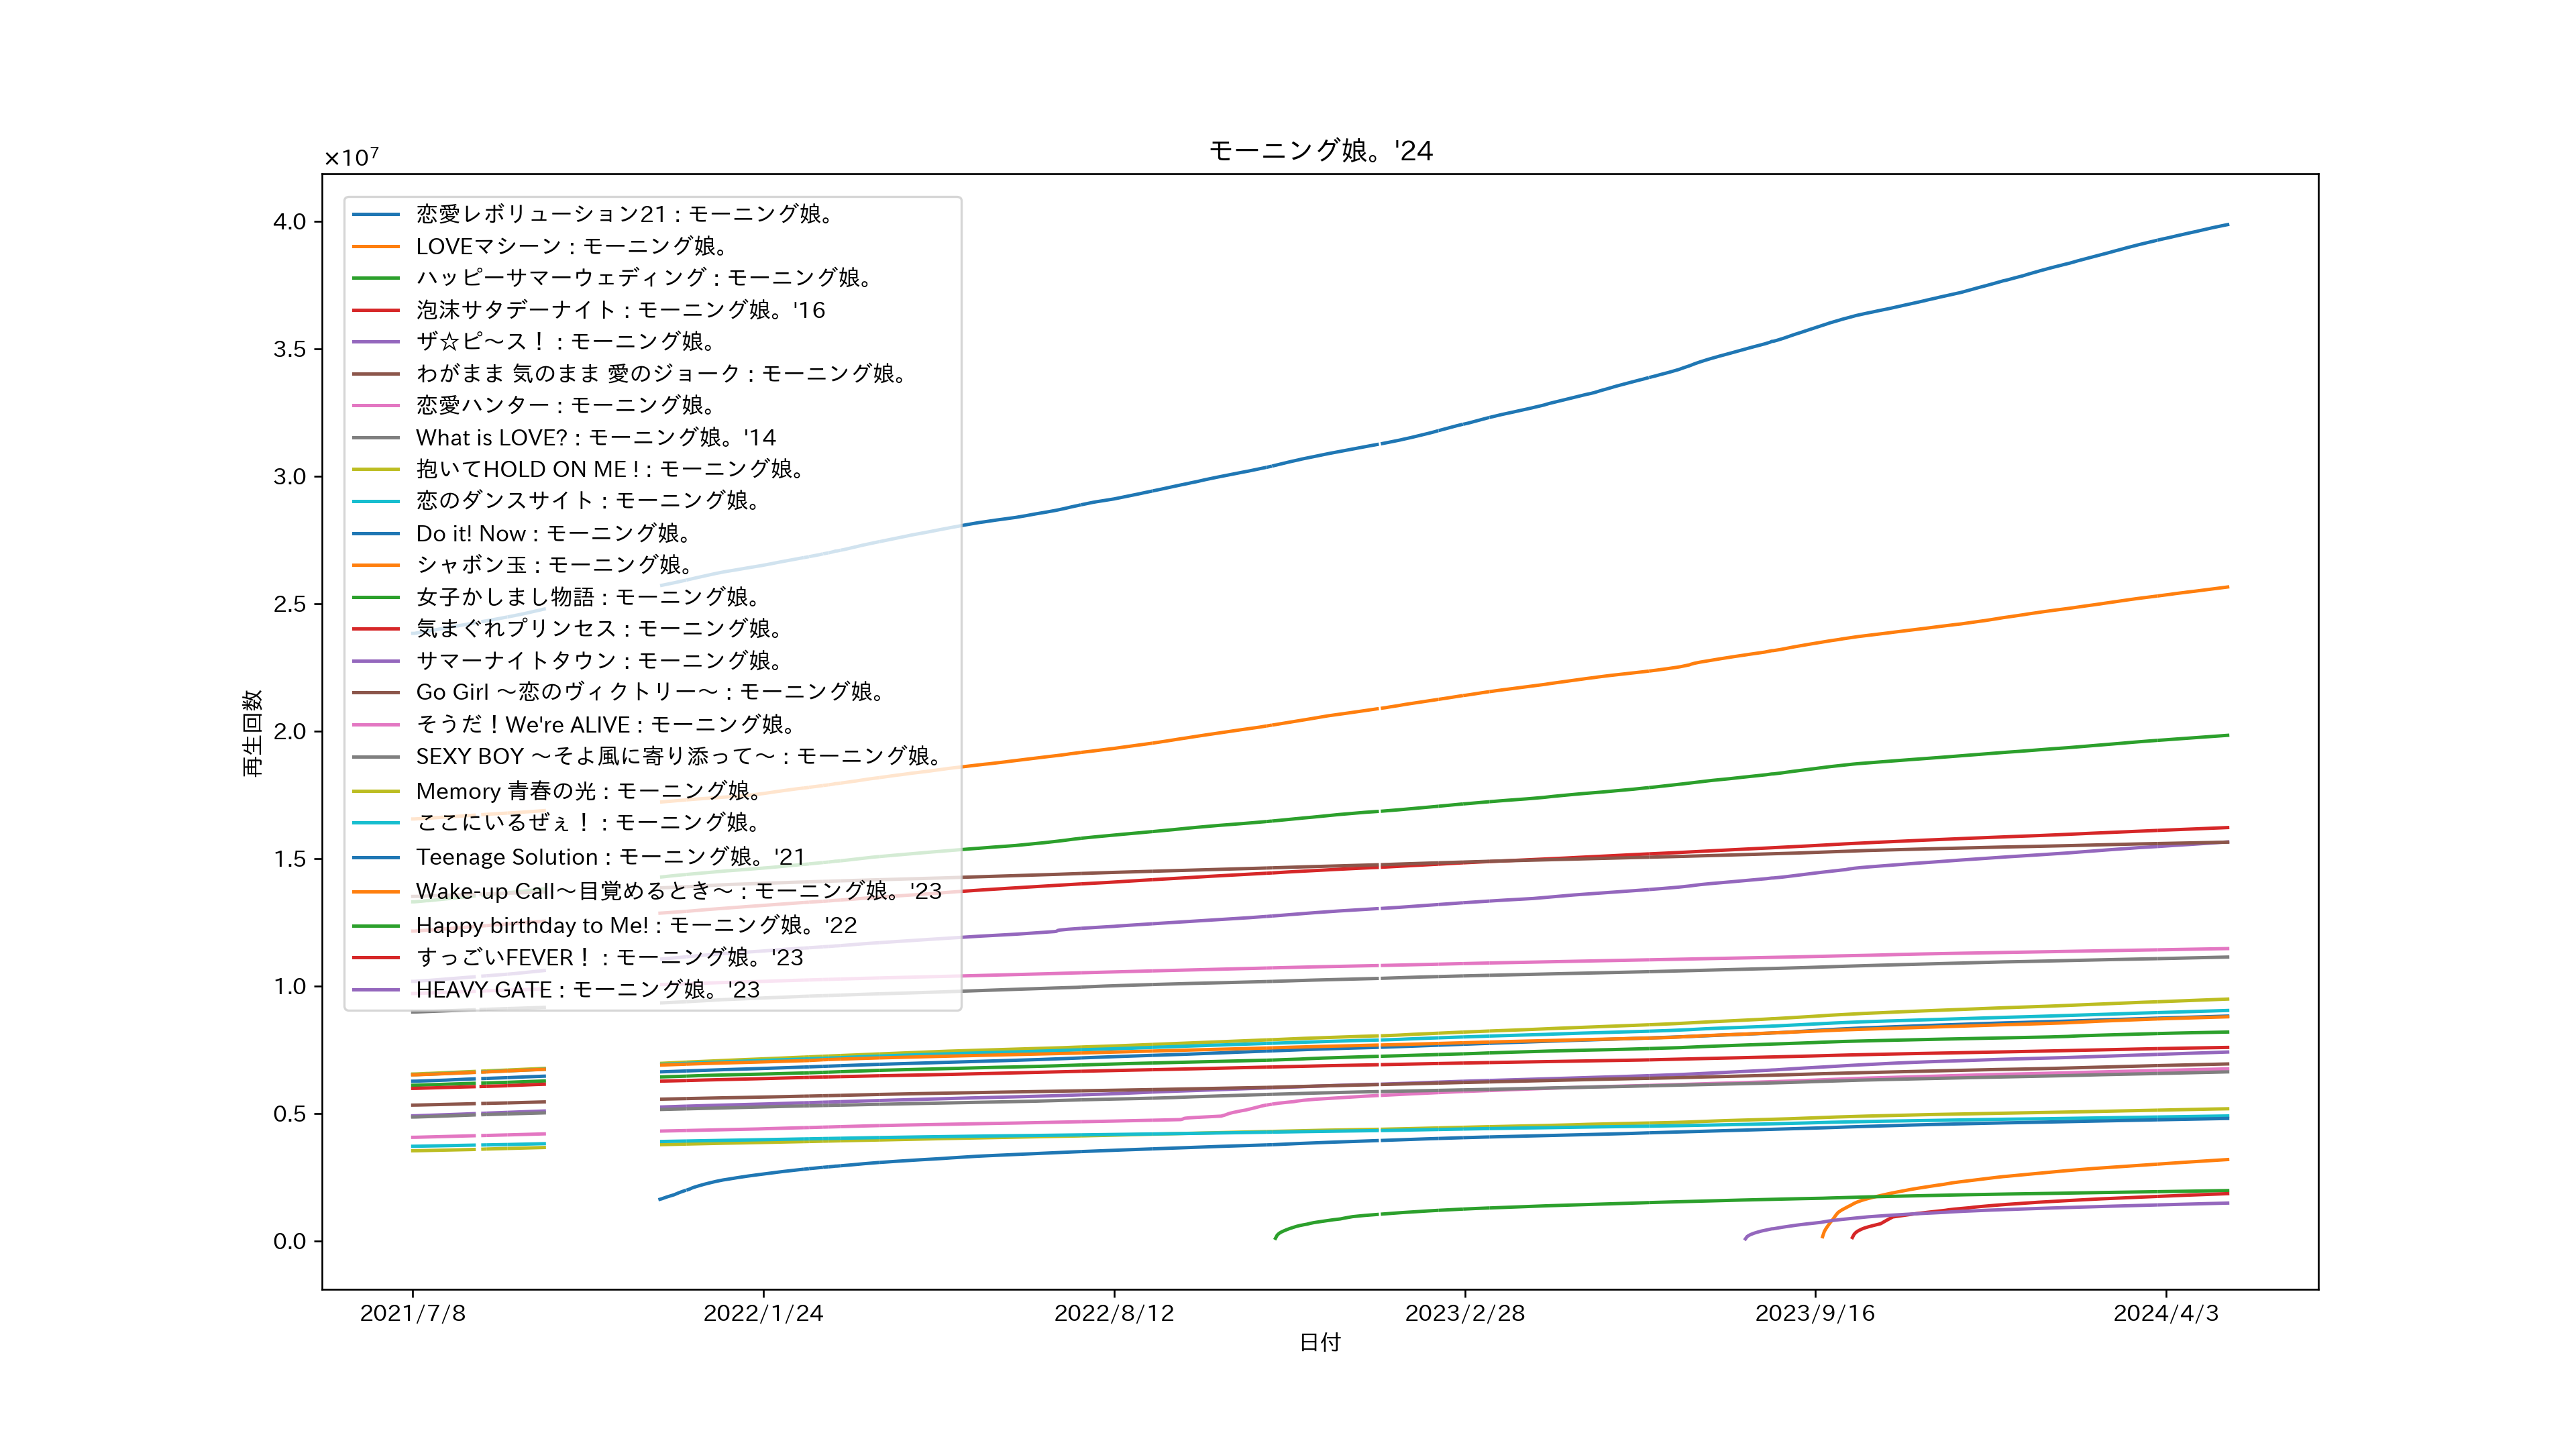 モーニング娘。'24
×10⁷
4.0
3.5
3.0
2.5
2.0
1.5
1.0
0.5
0.0
再生回数
恋愛レボリューション21 : モーニング娘。
LOVEマシーン : モーニング娘。
ハッピーサマーウェディング : モーニング娘。
泡沫サタデーナイト : モーニング娘。'16
ザ☆ピ〜ス！ : モーニング娘。
わがまま 気のまま 愛のジョーク : モーニング娘。
恋愛ハンター : モーニング娘。
What is LOVE? : モーニング娘。'14
抱いてHOLD ON ME ! : モーニング娘。
恋のダンスサイト : モーニング娘。
Do it! Now : モーニング娘。
シャボン玉 : モーニング娘。
女子かしまし物語 : モーニング娘。
気まぐれプリンセス : モーニング娘。
サマーナイトタウン : モーニング娘。
Go Girl 〜恋のヴィクトリー〜 : モーニング娘。
そうだ！We're ALIVE : モーニング娘。
SEXY BOY 〜そよ風に寄り添って〜 : モーニング娘。
Memory 青春の光 : モーニング娘。
ここにいるぜぇ！ : モーニング娘。
Teenage Solution : モーニング娘。'21
Wake-up Call〜目覚めるとき〜 : モーニング娘。'23
Happy birthday to Me! : モーニング娘。'22
すっごいFEVER！ : モーニング娘。'23
HEAVY GATE : モーニング娘。'23
2021/7/8
2022/1/24
2022/8/12
2023/2/28
2023/9/16
2024/4/3
日付